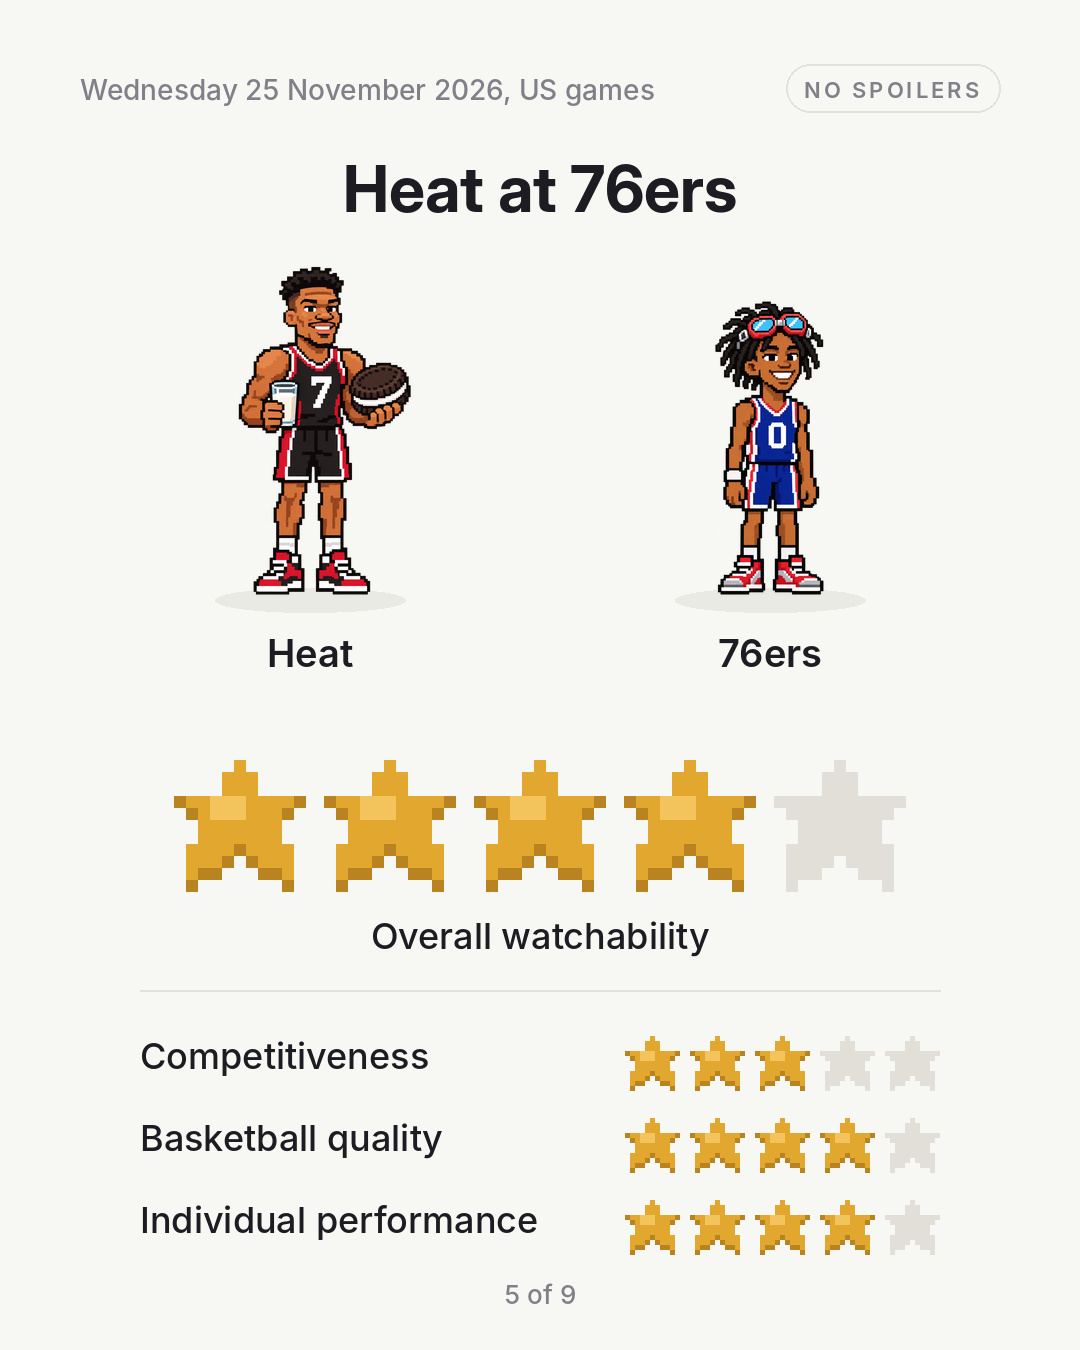 Wednesday 25 November 2026, US games
NO SPOILERS
Heat at 76ers
7
0
Heat
76ers
Overall watchability
Competitiveness
Basketball quality
Individual performance
5 of 9